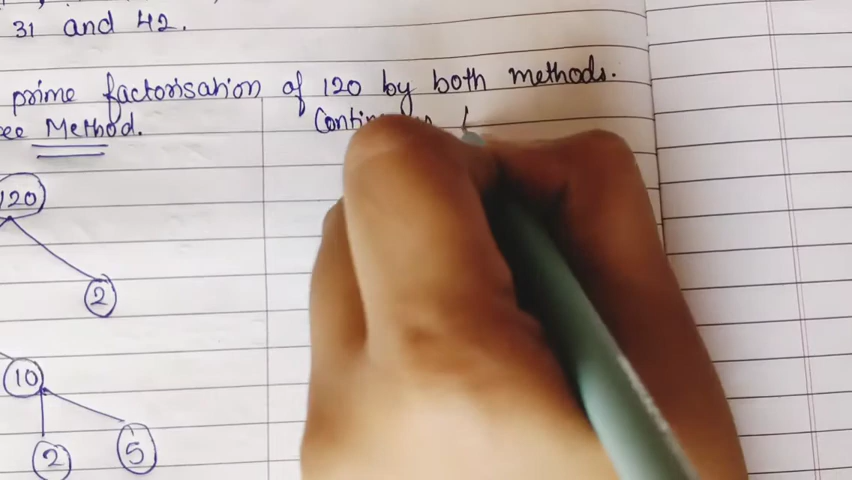 31 and 42.
prime factorisation of 120 by both methods.
Method.
120
2
10
2
5